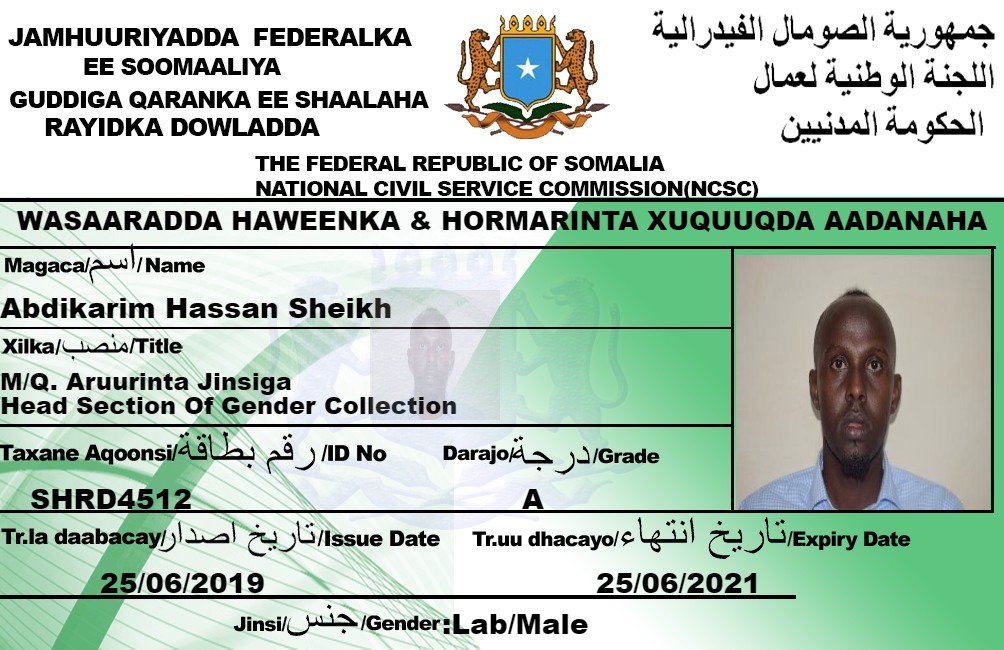 JAMHUURIYADDA FEDERALKA
EE SOOMAALIYA
GUDDIGA QARANKA EE SHAALAHA
RAYIDKA DOWLADDA
جمهورية الصومال الفيدرالية
اللجنة الوطنية لعمال
الحكومة المدنيين
THE FEDERAL REPUBLIC OF SOMALIA
NATIONAL CIVIL SERVICE COMMISSION(NCSC)
WASAARADDA HAWEENKA & HORMARINTA XUQUUQDA AADANAHA
Magaca/اسم/Name
Abdikarim Hassan Sheikh
Xilka/منصب/Title
M/Q. Aruurinta Jinsiga
Head Section Of Gender Collection
Taxane Aqoonsi/رقم بطاقة/ID No Darajo/درجة/Grade
SHRD4512 A
Tr.la daabacay/تاريخ اصدار/Issue Date Tr.uu dhacayo/تاريخ انتهاء/Expiry Date
25/06/2019 25/06/2021
Jinsi/جنس/Gender:Lab/Male